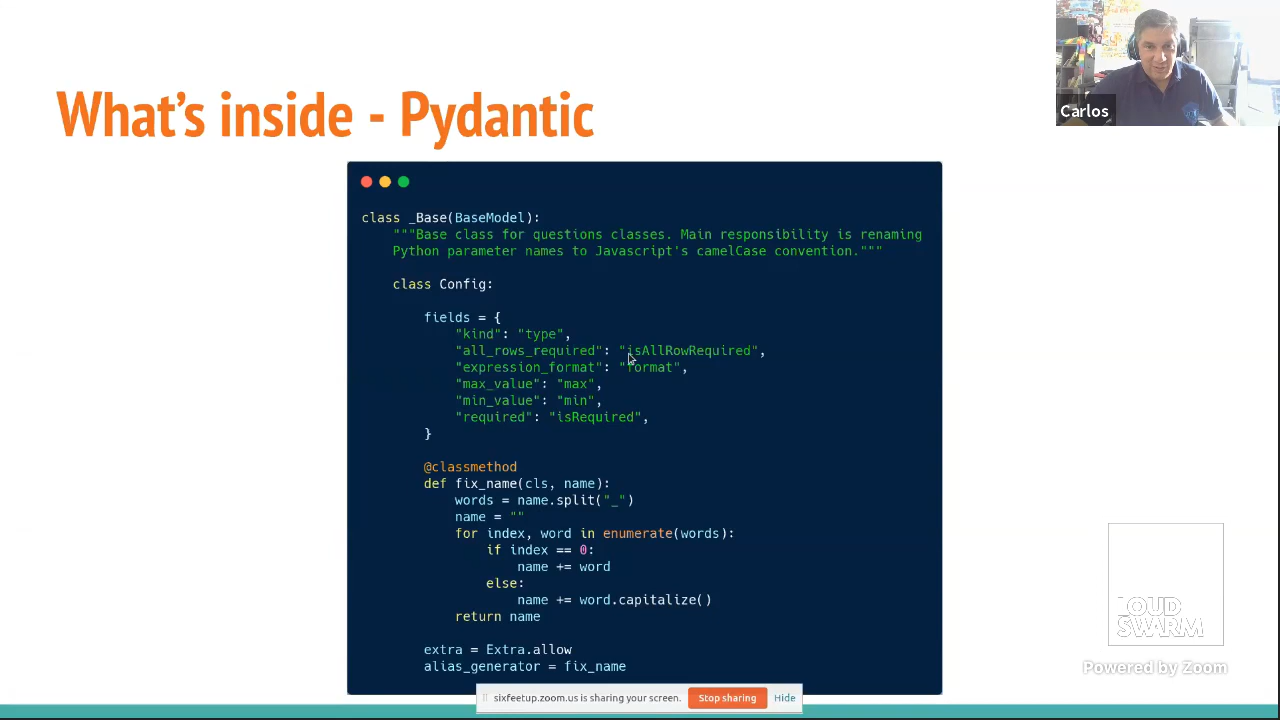 Carlos
What's inside - Pydantic
class _Base(BaseModel):
"""Base class for questions classes. Main responsibility is renaming
Python parameter names to Javascript's camelCase convention."""
class Config:
fields = {
"kind": "type",
"all_rows_required": "isAllRowRequired",
"expression_format": "format",
"max_value": "max",
"min_value": "min",
"required": "isRequired",
}
@classmethod
def fix_name(cls, name):
words = name.split("_")
name = ""
for index, word in enumerate(words):
if index == 0:
name += word
else:
name += word.capitalize()
return name
extra = Extra.allow
alias_generator = fix_name
LOUD
SWARM
Powered by Zoom
sixfeetup.zoom.us is sharing your screen. Stop sharing Hide